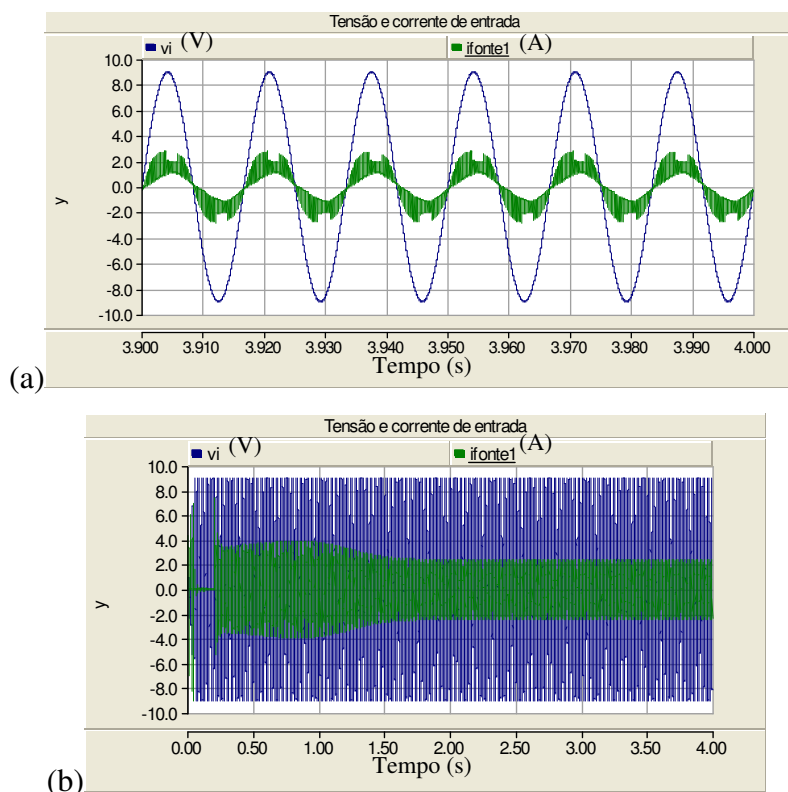 Tensão e corrente de entrada
vi (V) ifonte1 (A)
10.0
8.0
6.0
4.0
2.0
0.0
-2.0
-4.0
-6.0
-8.0
-10.0
y
3.900 3.910 3.920 3.930 3.940 3.950 3.960 3.970 3.980 3.990 4.000
Tempo (s)
(a)
Tensão e corrente de entrada
vi (V) ifonte1 (A)
10.0
8.0
6.0
4.0
2.0
0.0
-2.0
-4.0
-6.0
-8.0
-10.0
y
0.00 0.50 1.00 1.50 2.00 2.50 3.00 3.50 4.00
Tempo (s)
(b)